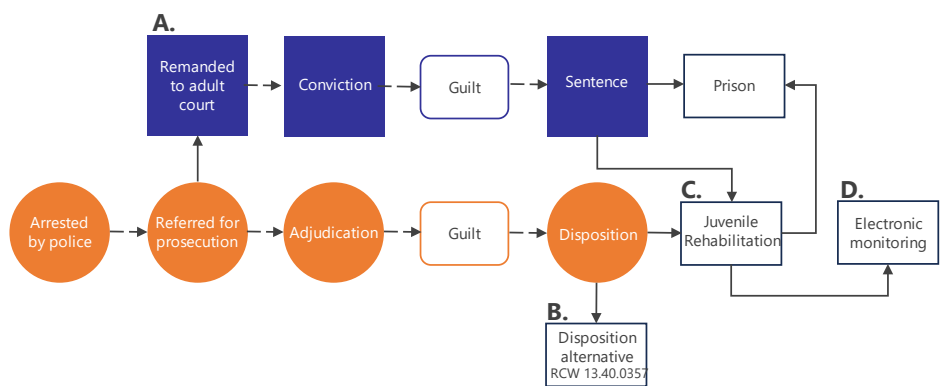 A.
Remanded
to adult
court
Conviction
Guilt
Sentence
Prison
Arrested
by police
Referred for
prosecution
Adjudication
Guilt
Disposition
C.
Juvenile
Rehabilitation
D.
Electronic
monitoring
B.
Disposition
alternative
RCW 13.40.0357